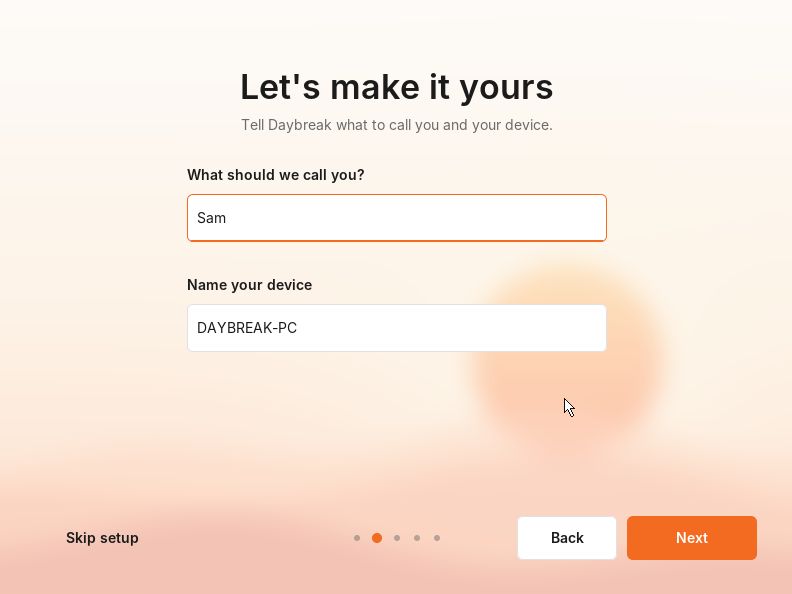 Let's make it yours
Tell Daybreak what to call you and your device.
What should we call you?
Sam
Name your device
DAYBREAK-PC
Skip setup
Back
Next